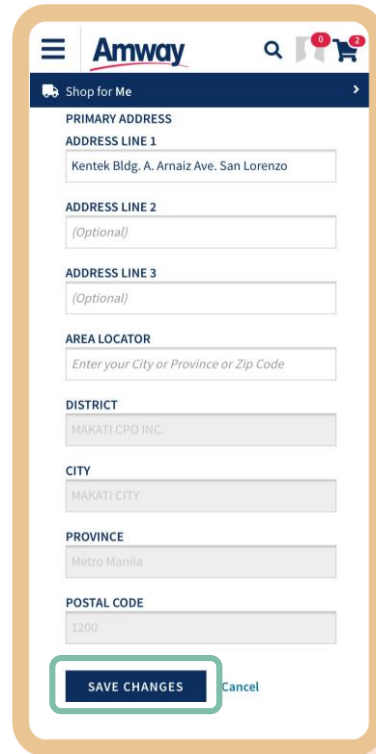 Amway
0
2
Shop for Me
PRIMARY ADDRESS
ADDRESS LINE 1
Kentek Bldg. A. Arnaiz Ave. San Lorenzo
ADDRESS LINE 2
(Optional)
ADDRESS LINE 3
(Optional)
AREA LOCATOR
Enter your City or Province or Zip Code
DISTRICT
MAKATI CPO INC.
CITY
MAKATI CITY
PROVINCE
Metro Manila
POSTAL CODE
1200
SAVE CHANGES Cancel